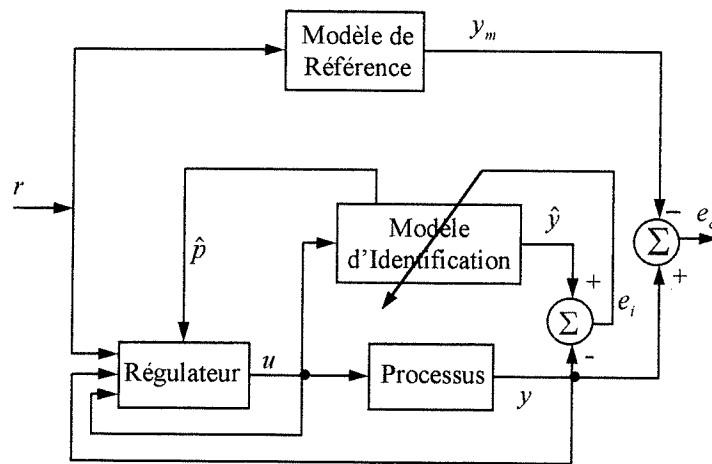 Modèle de
Référence
y_m
r
p̂
Modèle
d'Identification
ŷ
−
Σ
e_c
+
+
Σ
e_i
-
Régulateur
u
Processus
y